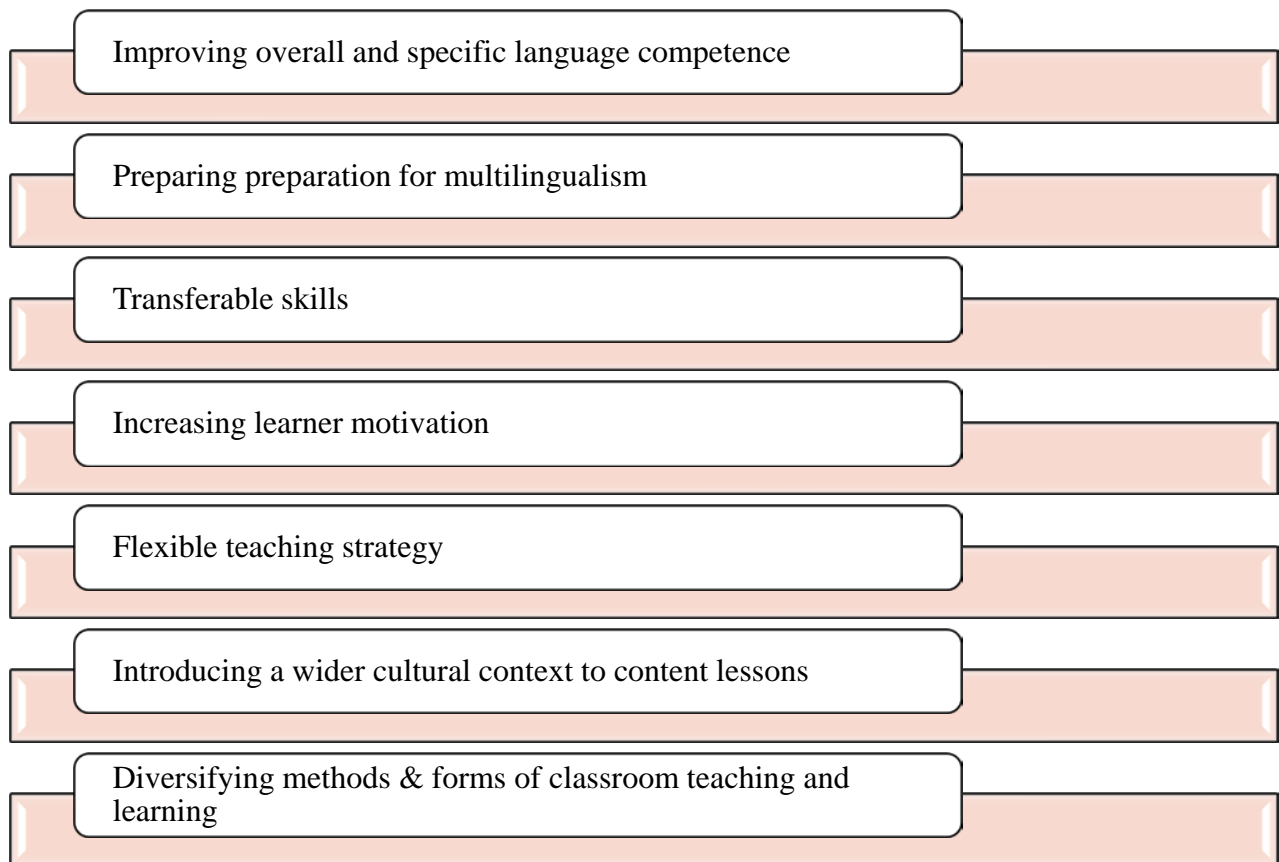 Improving overall and specific language competence
Preparing preparation for multilingualism
Transferable skills
Increasing learner motivation
Flexible teaching strategy
Introducing a wider cultural context to content lessons
Diversifying methods & forms of classroom teaching and
learning